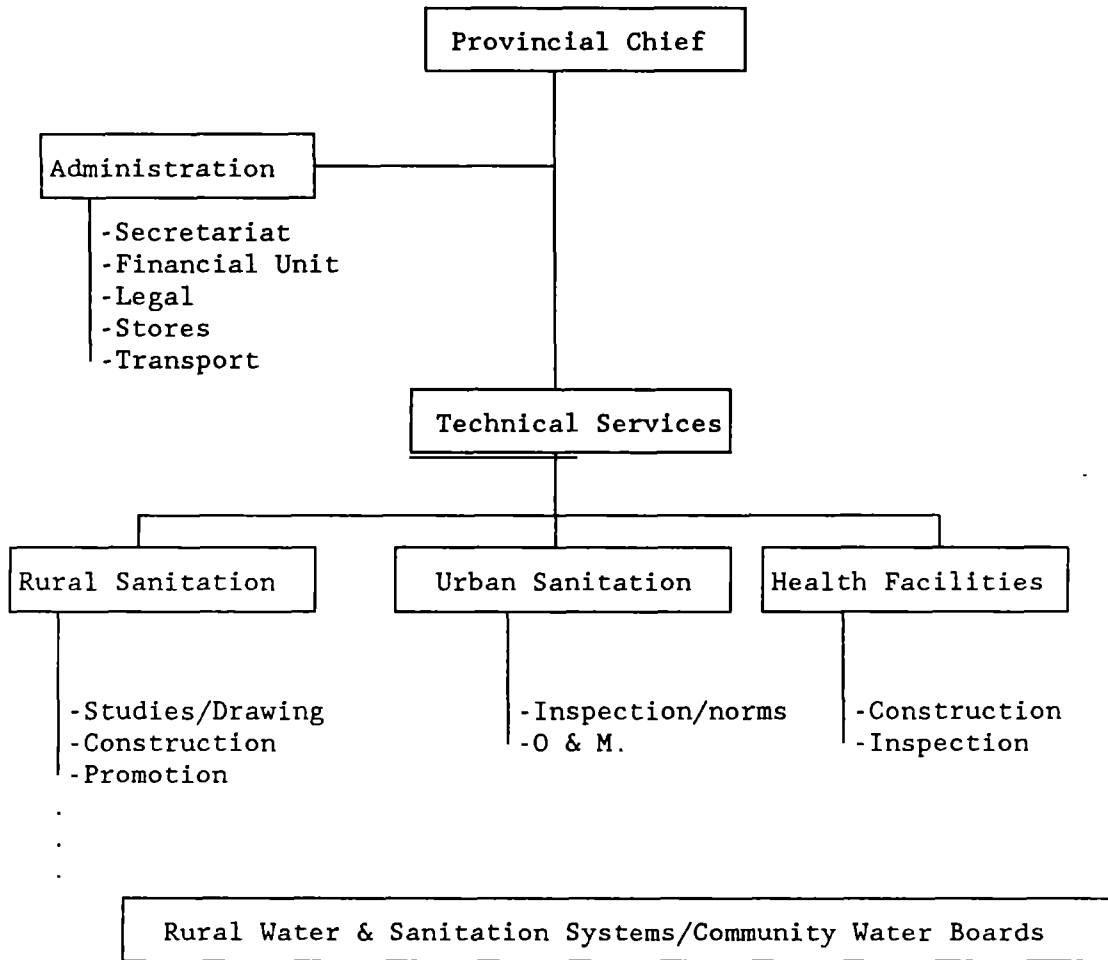 Provincial Chief
Administration
-Secretariat
-Financial Unit
-Legal
-Stores
-Transport
Technical Services
Rural Sanitation
-Studies/Drawing
-Construction
-Promotion
Urban Sanitation
-Inspection/norms
-O & M.
Health Facilities
-Construction
-Inspection
Rural Water & Sanitation Systems/Community Water Boards